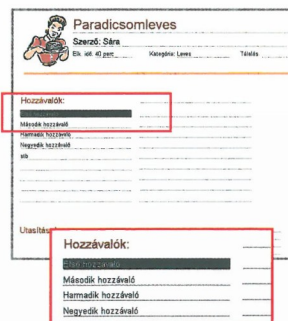 Paradicsomleves
Szerző: Sára
Elk. idő. 40 perc Kategória: Leves Tálalás
Hozzávalók:
Második hozzávaló
Harmadik hozzávaló
Negyedik hozzávaló
stb
Utasítás
Hozzávalók:
Első hozzávaló
Második hozzávaló
Harmadik hozzávaló
Negyedik hozzávaló